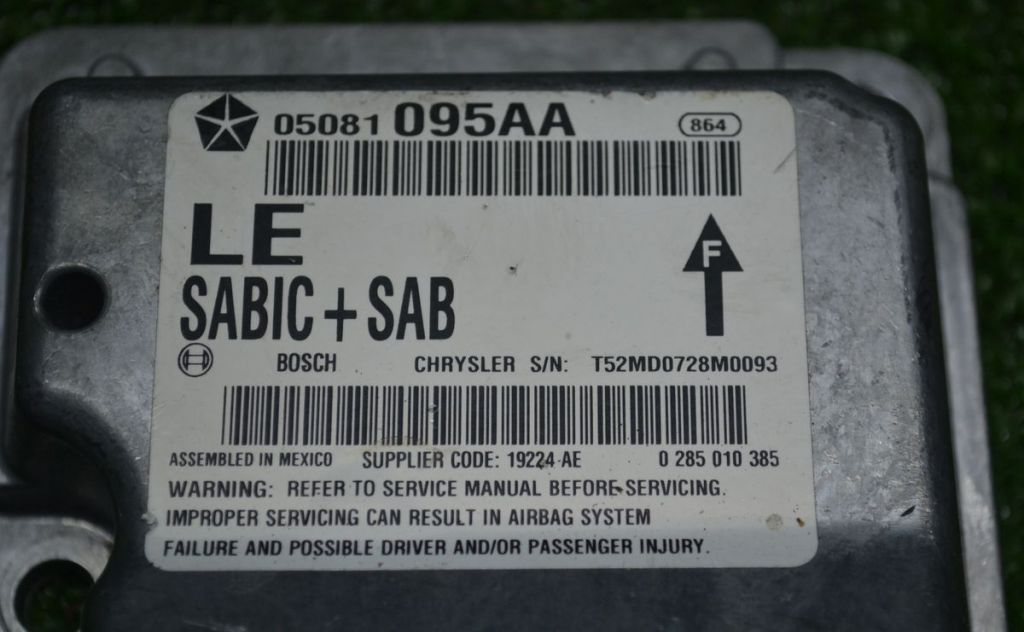 05081 095AA 864
LE
F
SABIC + SAB
BOSCH CHRYSLER S/N: T52MD0728M0093
ASSEMBLED IN MEXICO SUPPLIER CODE: 19224 AE 0 285 010 385
WARNING: REFER TO SERVICE MANUAL BEFORE SERVICING.
IMPROPER SERVICING CAN RESULT IN AIRBAG SYSTEM
FAILURE AND POSSIBLE DRIVER AND/OR PASSENGER INJURY.